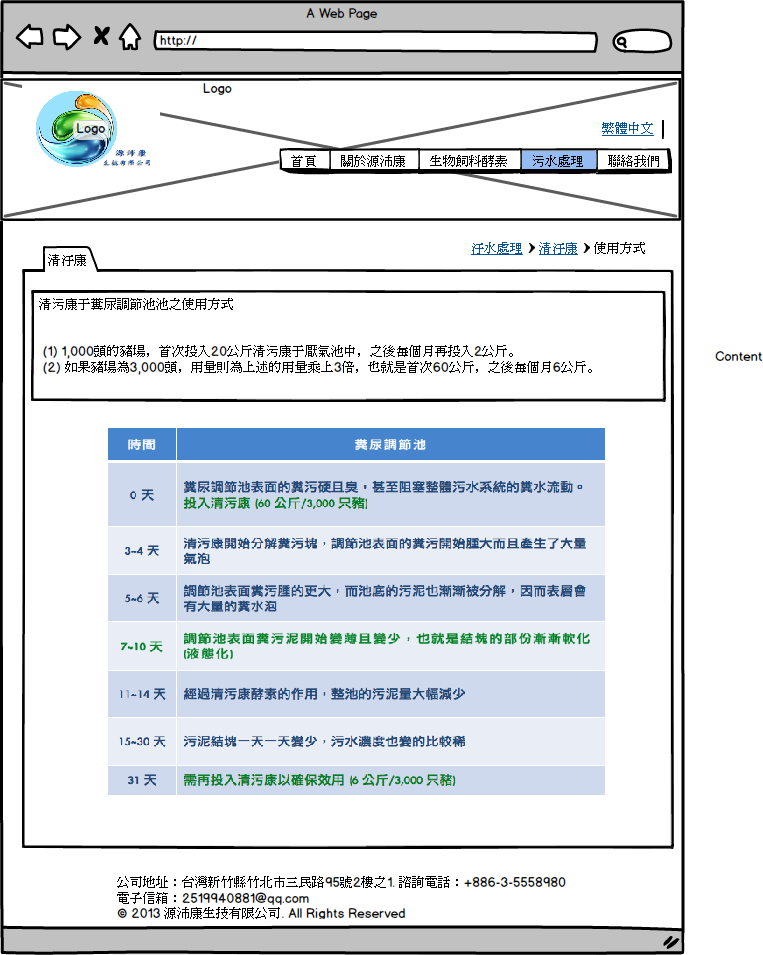 A Web Page
http://
Logo
Logo
源沛康
生技有限公司
繁體中文
首頁 關於源沛康 生物飼料酵素 污水處理 聯絡我們
汙水處理 清汙康 使用方式
清汙康
清污康于糞尿調節池池之使用方式
(1) 1,000頭的豬場，首次投入20公斤清污康于厭氣池中，之後每個月再投入2公斤。
(2) 如果豬場為3,000頭，用量則為上述的用量乘上3倍，也就是首次60公斤，之後每個月6公斤。
Content
時間 糞尿調節池
0 天 糞尿調節池表面的糞污硬且臭，甚至阻塞整體污水系統的糞水流動。
投入清污康 (60 公斤/3,000 只豬)
3~4 天 清污康開始分解糞污塊，調節池表面的糞污開始腫大而且產生了大量
氣泡
5~6 天 調節池表面糞污腫的更大，而池底的污泥也漸漸被分解，因而表層會
有大量的糞水泡
7~10 天 調節池表面糞污泥開始變薄且變少，也就是結塊的部份漸漸軟化
(液態化)
11~14 天 經過清污康酵素的作用，整池的污泥量大幅減少
15~30 天 污泥結塊一天一天變少，污水濃度也變的比較稀
31 天 需再投入清污康以確保效用 (6 公斤/3,000 只豬)
公司地址：台灣新竹縣竹北市三民路95號2樓之1. 諮詢電話：+886-3-5558980
電子信箱：2519940881@qq.com
© 2013 源沛康生技有限公司. All Rights Reserved